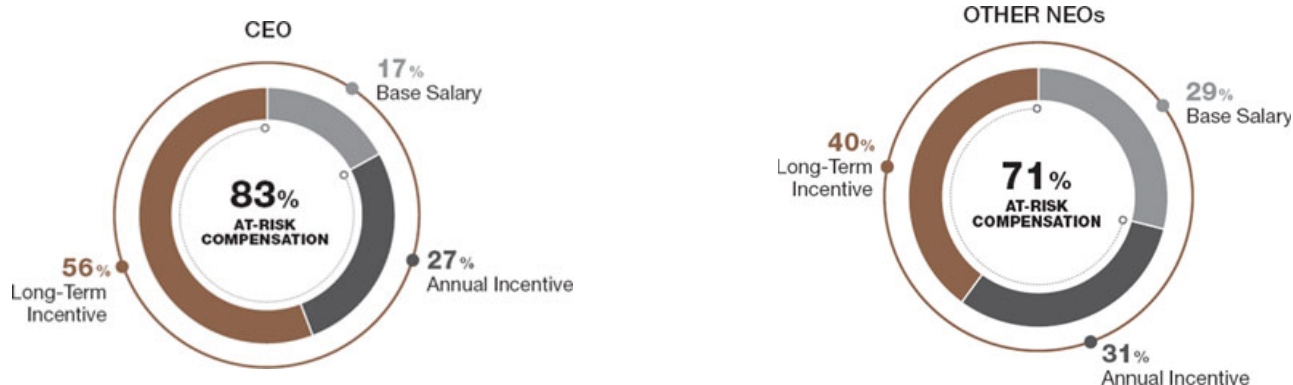 CEO
17%
Base Salary
83%
AT-RISK
COMPENSATION
56%
Long-Term
Incentive
27%
Annual Incentive
OTHER NEOs
29%
Base Salary
40%
Long-Term
Incentive
71%
AT-RISK
COMPENSATION
31%
Annual Incentive